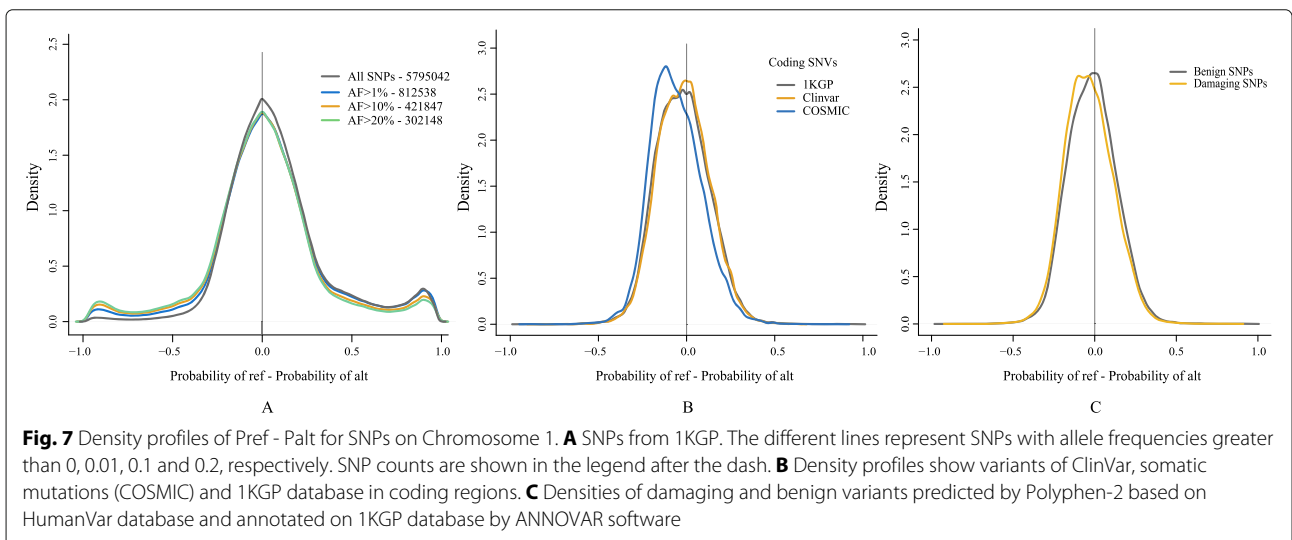 2.5
2.0
1.5
1.0
0.5
0.0
Density
−1.0 −0.5 0.0 0.5 1.0
Probability of ref - Probability of alt
A
All SNPs - 5795042
AF>1% - 812538
AF>10% - 421847
AF>20% - 302148
3.0
2.5
2.0
1.5
1.0
0.5
0.0
Density
−1.0 −0.5 0.0 0.5 1.0
Probability of ref - Probability of alt
B
Coding SNVs
1KGP
Clinvar
COSMIC
3.0
2.5
2.0
1.5
1.0
0.5
0.0
Density
−1.0 −0.5 0.0 0.5 1.0
Probability of ref - Probability of alt
C
Benign SNPs
Damaging SNPs
Fig. 7 Density profiles of Pref - Palt for SNPs on Chromosome 1. A SNPs from 1KGP. The different lines represent SNPs with allele frequencies greater
than 0, 0.01, 0.1 and 0.2, respectively. SNP counts are shown in the legend after the dash. B Density profiles show variants of ClinVar, somatic
mutations (COSMIC) and 1KGP database in coding regions. C Densities of damaging and benign variants predicted by Polyphen-2 based on
HumanVar database and annotated on 1KGP database by ANNOVAR software